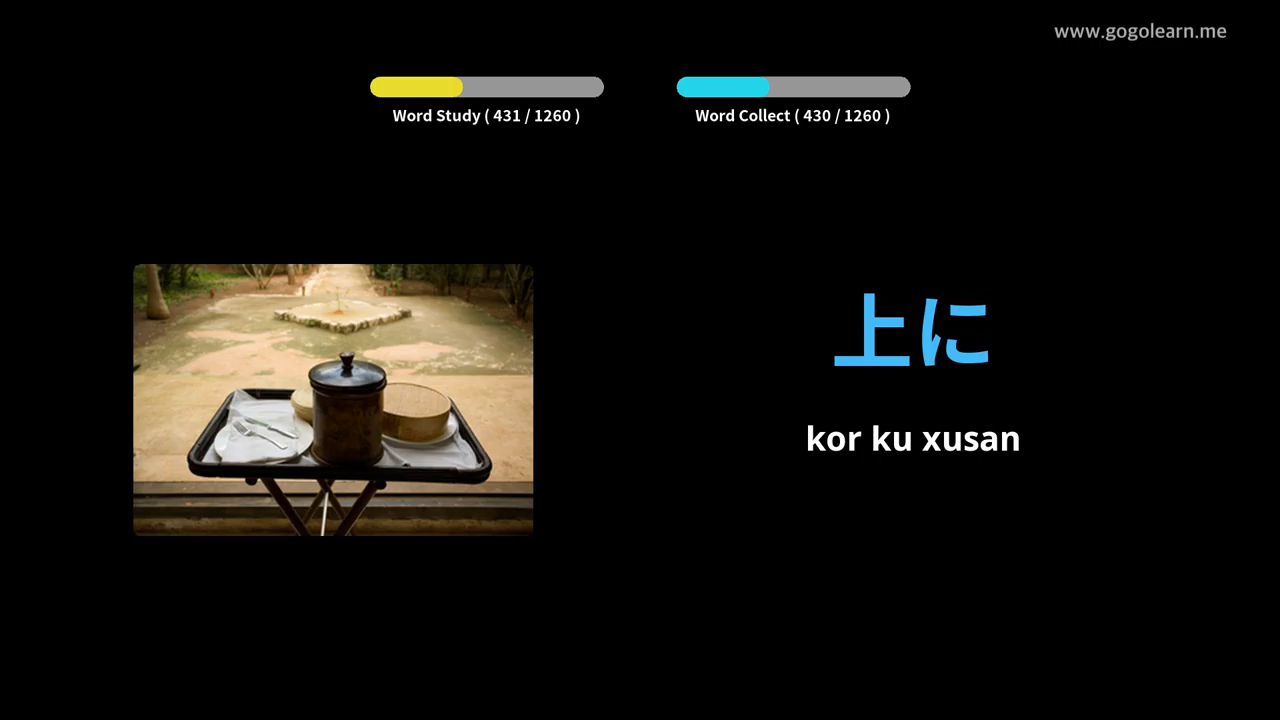 www.gogolearn.me
Word Study ( 431 / 1260 )
Word Collect ( 430 / 1260 )
上に
kor ku xusan